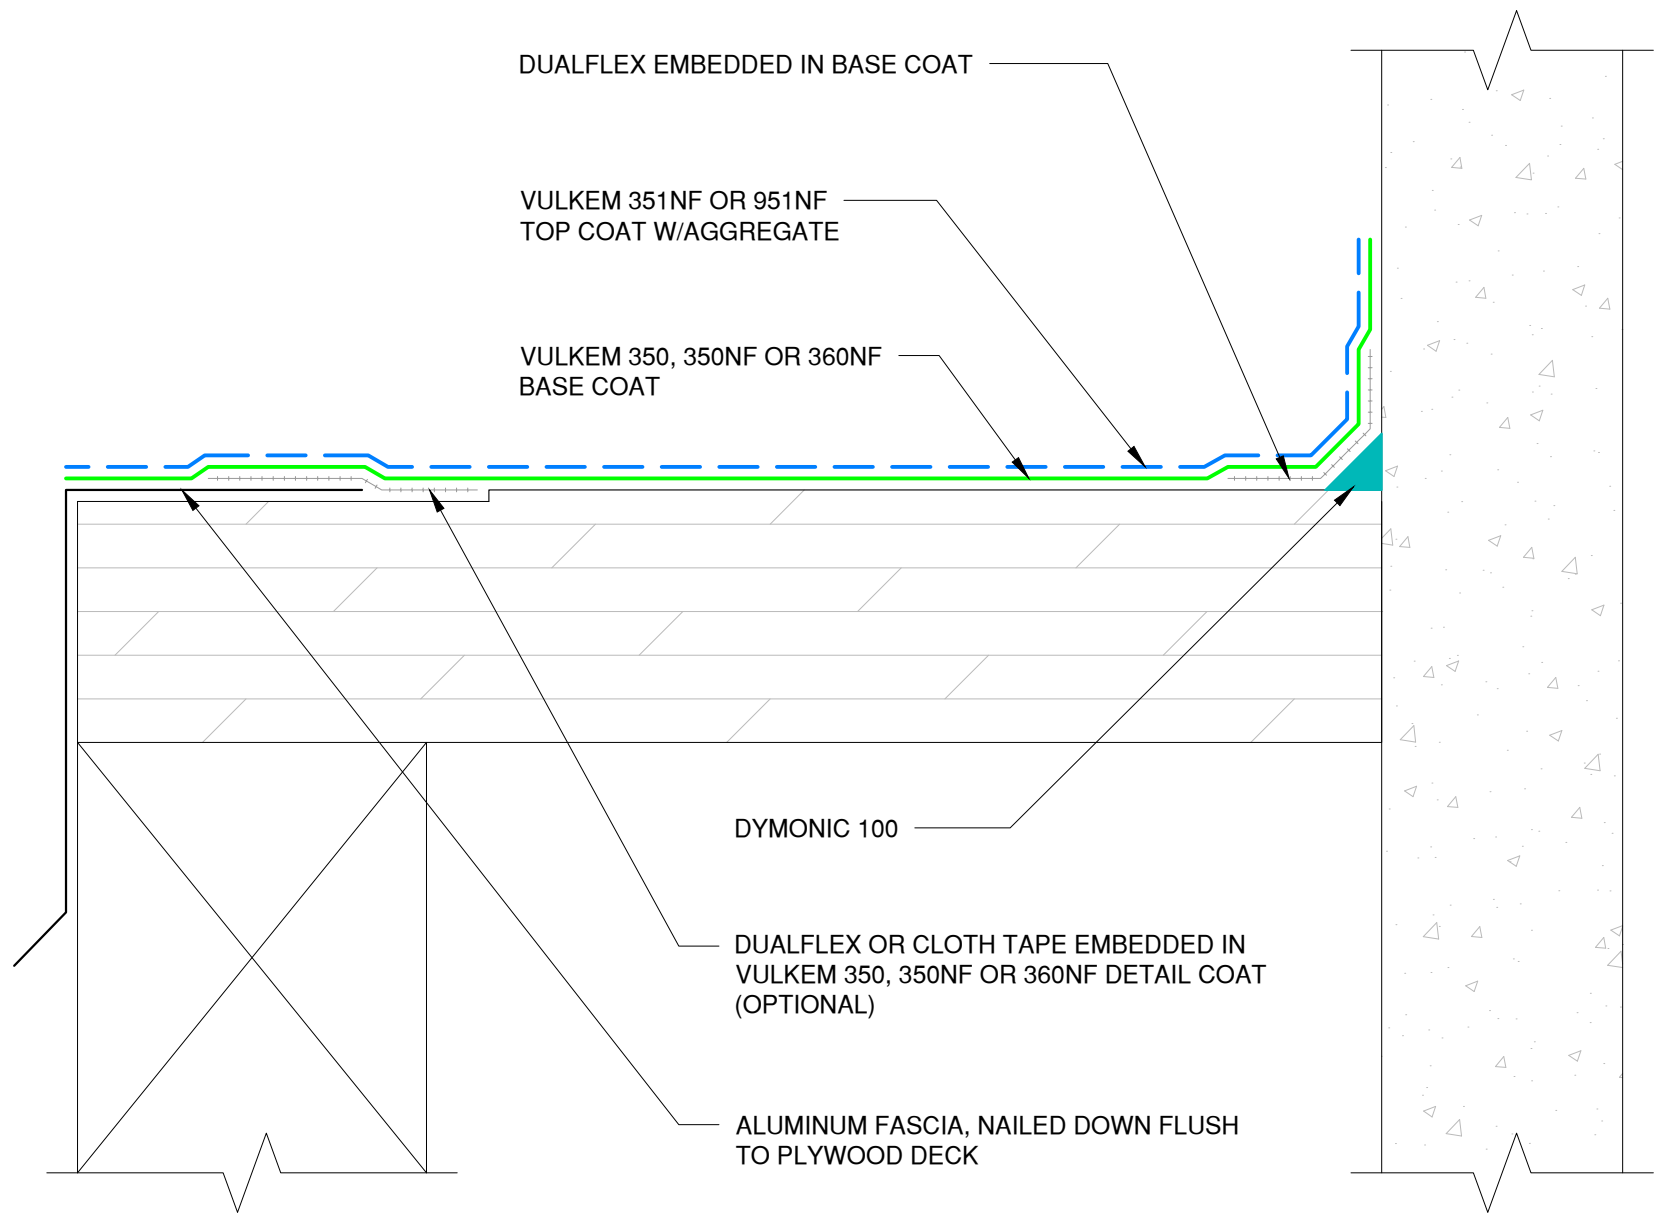 DUALFLEX EMBEDDED IN BASE COAT
VULKEM 351NF OR 951NF
TOP COAT W/AGGREGATE
VULKEM 350, 350NF OR 360NF
BASE COAT
DYMONIC 100
DUALFLEX OR CLOTH TAPE EMBEDDED IN
VULKEM 350, 350NF OR 360NF DETAIL COAT
(OPTIONAL)
ALUMINUM FASCIA, NAILED DOWN FLUSH
TO PLYWOOD DECK